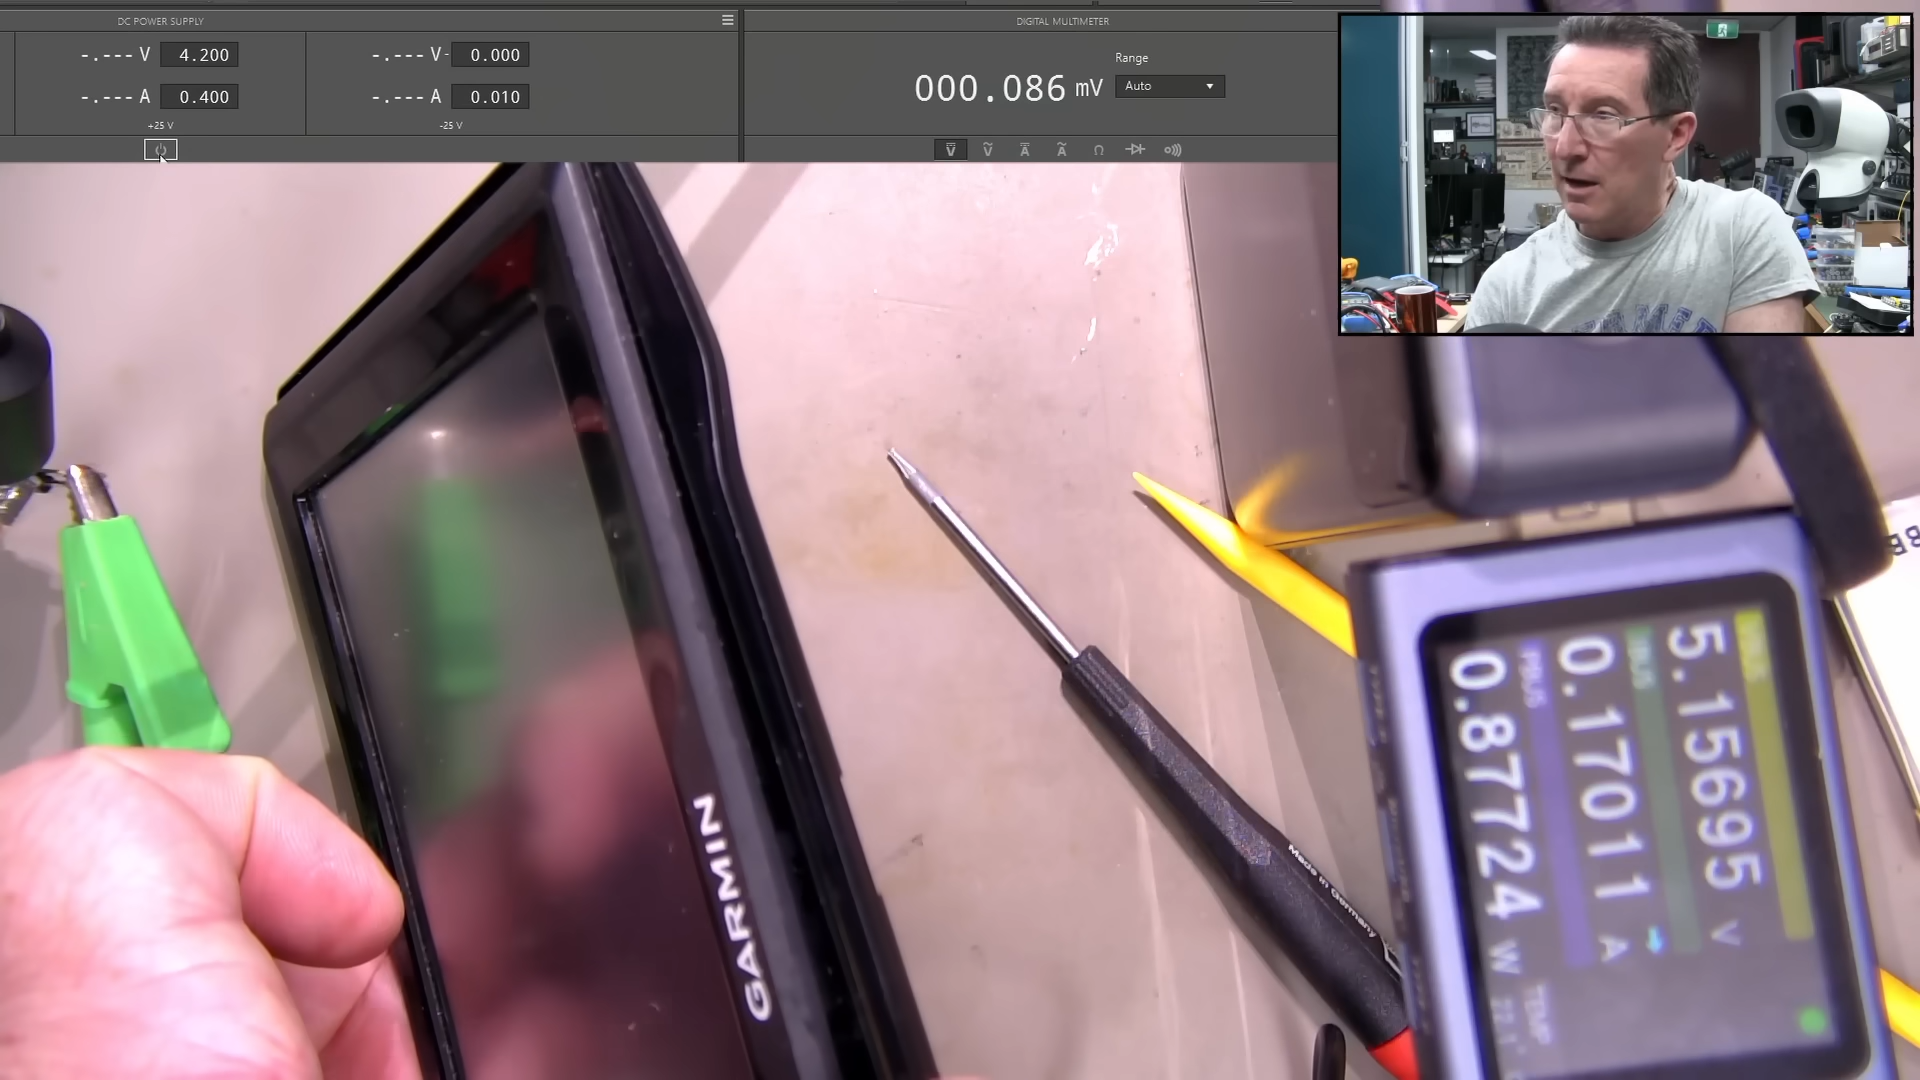 DC POWER SUPPLY
-.--- V 4.200
-.--- A 0.400
+25 V
-.--- V- 0.000
-.--- A 0.010
-25 V
DIGITAL MULTIMETER
Range
000.086 mV Auto
GARMIN
Made in Germany
5.15695 V
0.17011 A
0.87724 W
TEMP